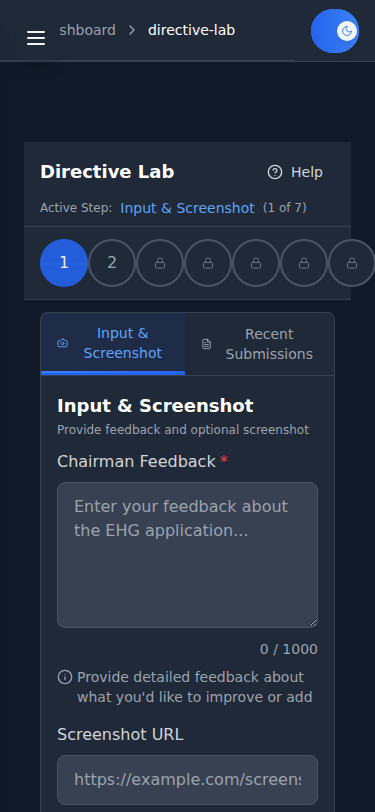 shboard > directive-lab
Directive Lab
Help
Active Step: Input & Screenshot (1 of 7)
1 2
Input &
Screenshot
Recent
Submissions
Input & Screenshot
Provide feedback and optional screenshot
Chairman Feedback *
Enter your feedback about
the EHG application...
0 / 1000
Provide detailed feedback about
what you'd like to improve or add
Screenshot URL
https://example.com/screens